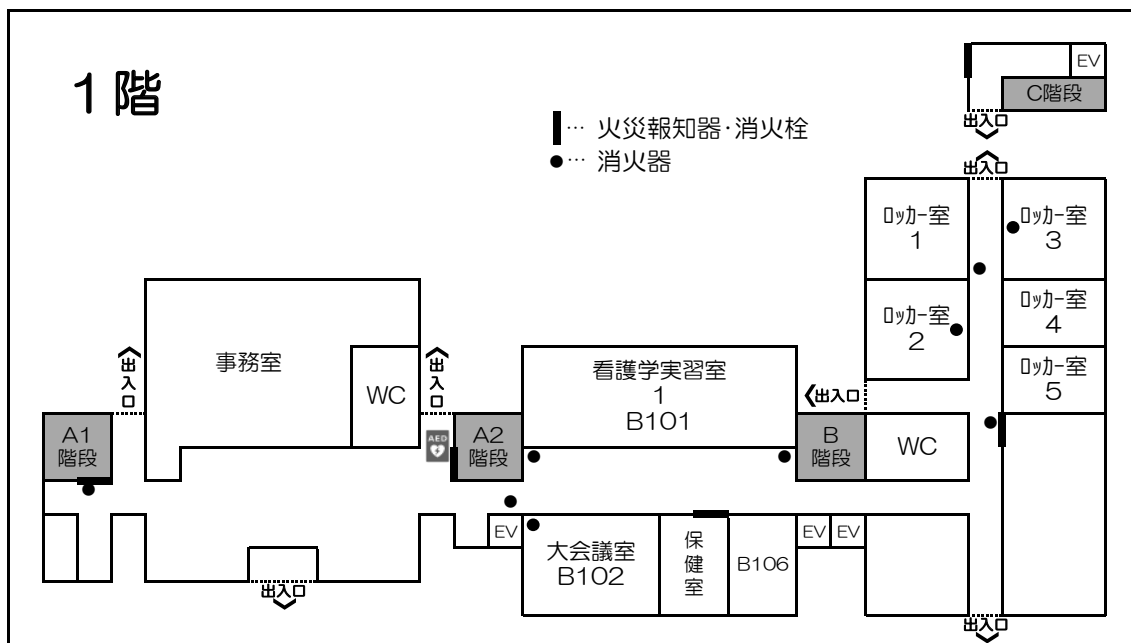 1階
EV
C階段
出入口
… 火災報知器・消火栓
… 消火器
出入口
ﾛｯｶｰ室
1
ﾛｯｶｰ室
3
ﾛｯｶｰ室
2
ﾛｯｶｰ室
4
ﾛｯｶｰ室
5
出入口
事務室
WC
出入口
看護学実習室
1
B101
出入口
A1
階段
AED
A2
階段
B
階段
WC
EV
大会議室
B102
保健室
B106
EV
EV
出入口
出入口